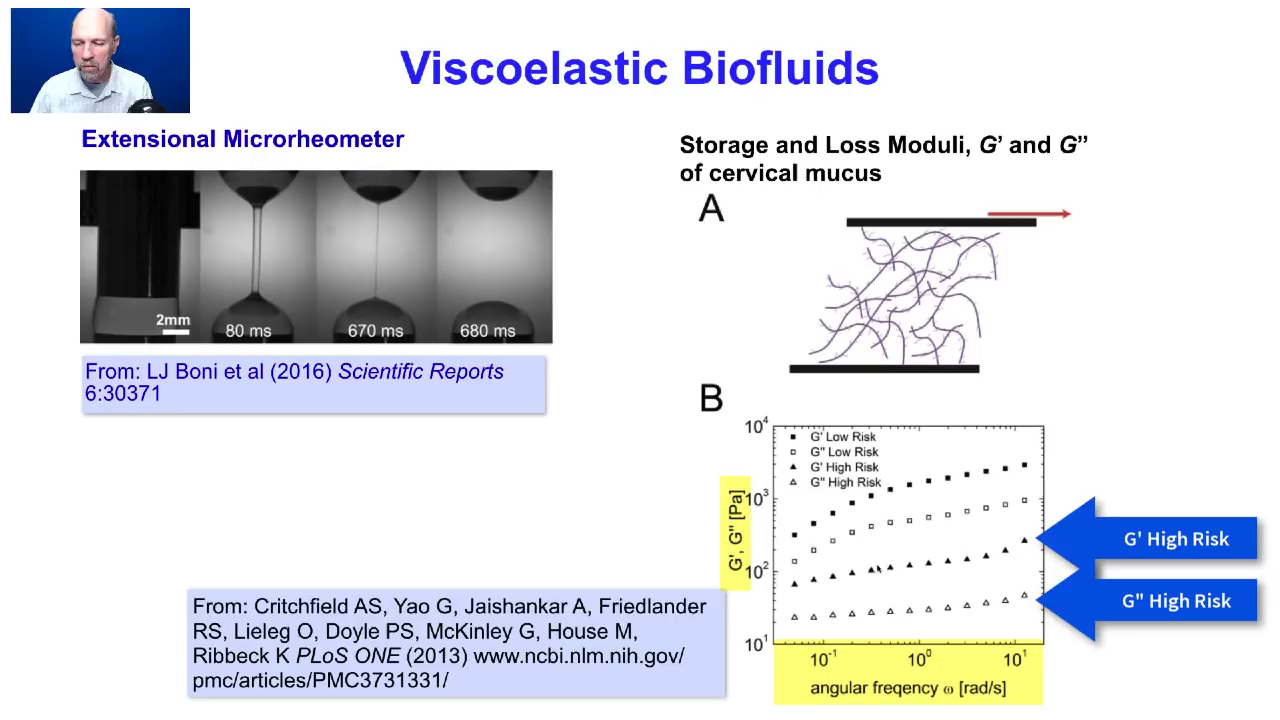 Viscoelastic Biofluids
Extensional Microrheometer
2mm
80 ms
670 ms
680 ms
From: LJ Boni et al (2016) Scientific Reports
6:30371
Storage and Loss Moduli, G’ and G”
of cervical mucus
A
B
G' Low Risk
G" Low Risk
G' High Risk
G" High Risk
10⁴
10³
10²
10¹
G', G" [Pa]
10⁻¹
10⁰
10¹
angular freqency ω [rad/s]
G' High Risk
G" High Risk
From: Critchfield AS, Yao G, Jaishankar A, Friedlander
RS, Lieleg O, Doyle PS, McKinley G, House M,
Ribbeck K PLoS ONE (2013) www.ncbi.nlm.nih.gov/
pmc/articles/PMC3731331/